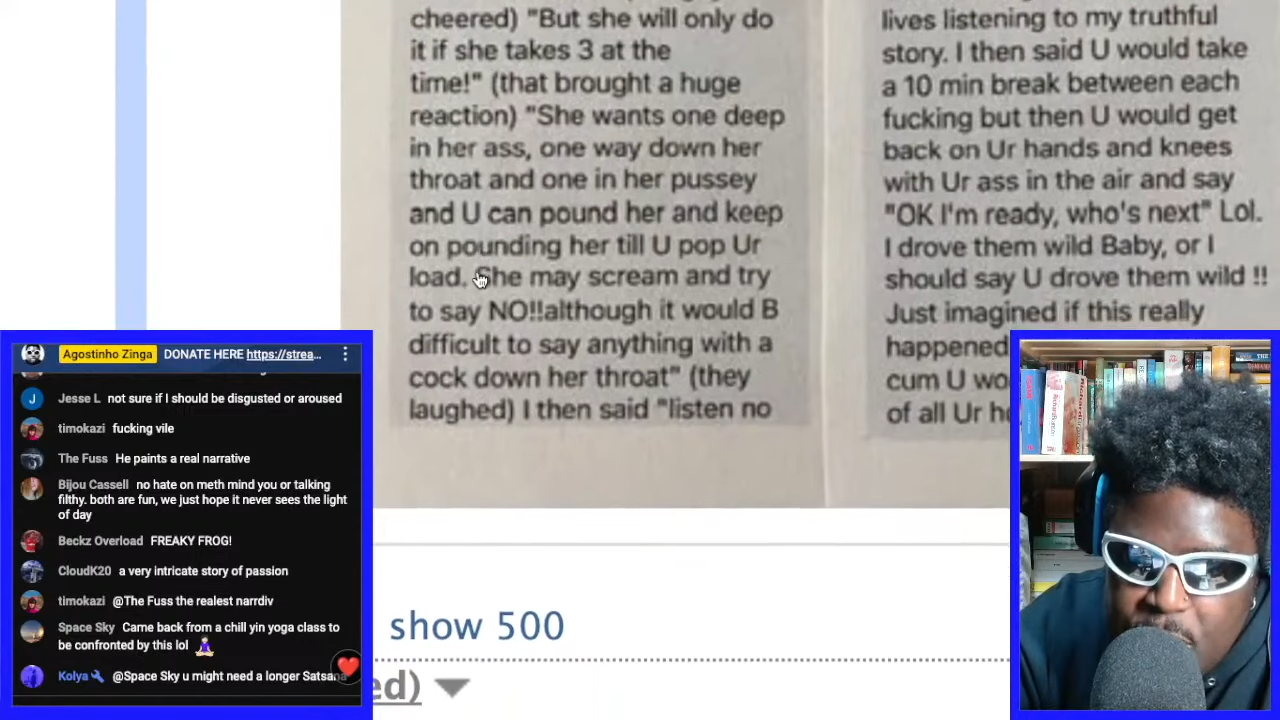 cheered) "But she will only do
it if she takes 3 at the
time!" (that brought a huge
reaction) "She wants one deep
in her ass, one way down her
throat and one in her pussey
and U can pound her and keep
on pounding her till U pop Ur
load. She may scream and try
to say NO!!although it would B
difficult to say anything with a
cock down her throat" (they
laughed) I then said "listen no
lives listening to my truthful
story. I then said U would take
a 10 min break between each
fucking but then U would get
back on Ur hands and knees
with Ur ass in the air and say
"OK I'm ready, who's next" Lol.
I drove them wild Baby, or I
should say U drove them wild !!
Just imagined if this really
happened
cum U wo
of all Ur he
show 500
ed)
Agostinho Zinga DONATE HERE https://strea...
Jesse L not sure if I should be disgusted or aroused
timokazi fucking vile
The Fuss He paints a real narrative
Bijou Cassell no hate on meth mind you or talking
filthy. both are fun, we just hope it never sees the light
of day
Beckz Overload FREAKY FROG!
CloudK20 a very intricate story of passion
timokazi @The Fuss the realest narrdiv
Space Sky Came back from a chill yin yoga class to
be confronted by this lol
Kolya @Space Sky u might need a longer Satsana